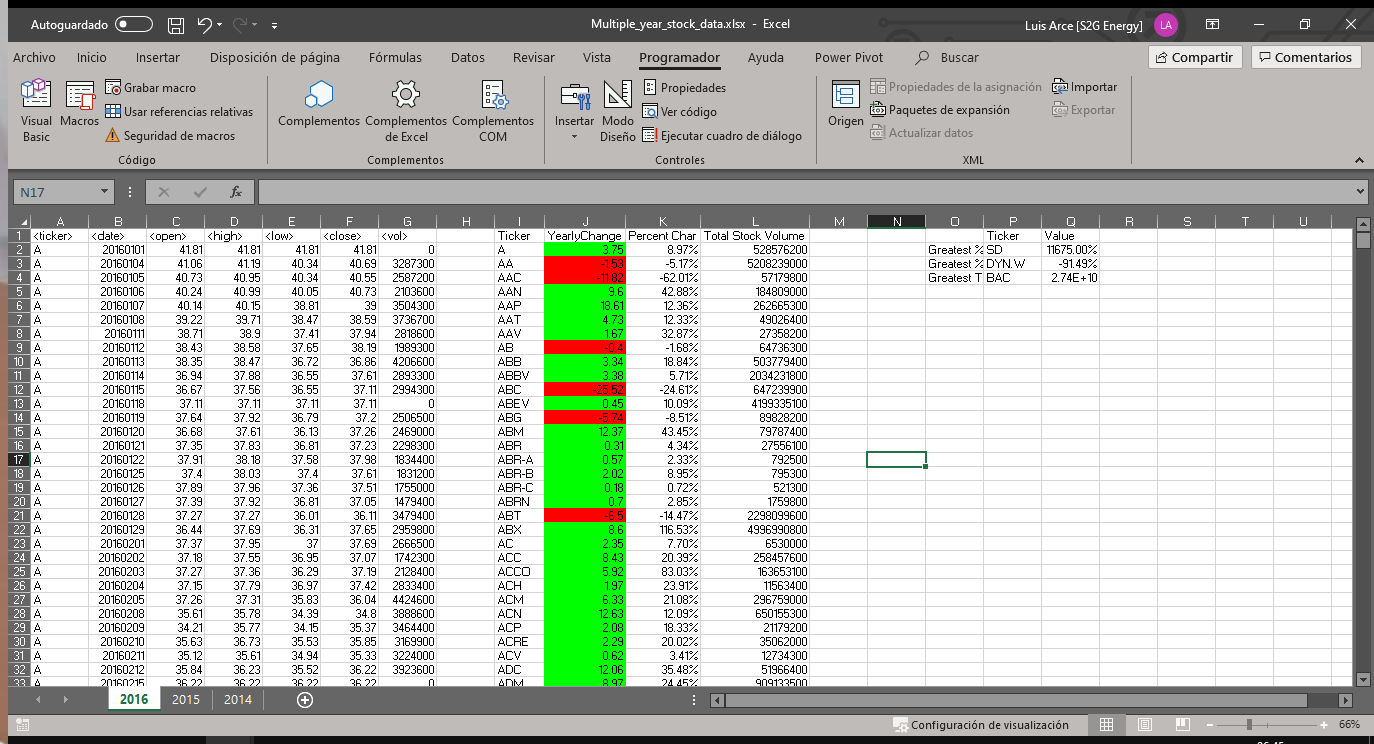 Autoguardado Multiple_year_stock_data.xlsx - Excel Luis Arce [S2G Energy] LA
Archivo Inicio Insertar Disposición de página Fórmulas Datos Revisar Vista Programador Ayuda Power Pivot Buscar Compartir Comentarios
Visual Basic
Macros
Grabar macro
Usar referencias relativas
Seguridad de macros
Código
Complementos
Complementos de Excel
Complementos COM
Complementos
Insertar
Modo Diseño
Propiedades
Ver código
Ejecutar cuadro de diálogo
Controles
Origen
Propiedades de la asignación
Paquetes de expansión
Actualizar datos
Importar
Exportar
XML
N17 fx
A B C D E F G H I J K L M N O P Q R S T U
1 <ticker> <date> <open> <high> <low> <close> <vol> Ticker YearlyChange Percent Char Total Stock Volume Ticker Value
2 A 20160101 41.81 41.81 41.81 41.81 0 A 3.75 8.97% 528576200 Greatest % SD 11675.00%
3 A 20160104 41.06 41.19 40.34 40.69 3287300 AA -1.53 -5.17% 5208239000 Greatest % DYN.W -91.49%
4 A 20160105 40.73 40.95 40.34 40.55 2587200 AAC -11.82 -62.01% 57179800 Greatest T BAC 2.74E+10
5 A 20160106 40.24 40.99 40.05 40.73 2103600 AAN 9.6 42.88% 184809000
6 A 20160107 40.14 40.15 38.81 39 3504300 AAP 18.61 12.36% 262665300
7 A 20160108 39.22 39.71 38.47 38.59 3736700 AAT 4.73 12.33% 49026400
8 A 20160111 38.71 38.9 37.41 37.94 2818600 AAV 1.67 32.87% 27358200
9 A 20160112 38.43 38.58 37.65 38.19 1989300 AB -0.4 -1.68% 64736300
10 A 20160113 38.35 38.47 36.72 36.86 4206600 ABB 3.34 18.84% 503779400
11 A 20160114 36.94 37.88 36.55 37.61 2893300 ABBV 3.38 5.71% 2034231800
12 A 20160115 36.67 37.56 36.55 37.11 2994300 ABC -25.52 -24.61% 647239900
13 A 20160118 37.11 37.11 37.11 37.11 0 ABEV 0.45 10.09% 4199335100
14 A 20160119 37.64 37.92 36.79 37.2 2506500 ABG -5.74 -8.51% 89828200
15 A 20160120 36.68 37.61 36.13 37.26 2469000 ABM 12.37 43.45% 79787400
16 A 20160121 37.35 37.83 36.81 37.23 2298300 ABR 0.31 4.34% 27556100
17 A 20160122 37.91 38.18 37.58 37.98 1834400 ABR-A 0.57 2.33% 792500
18 A 20160125 37.4 38.03 37.4 37.61 1831200 ABR-B 2.02 8.95% 795300
19 A 20160126 37.89 37.96 37.36 37.51 1755000 ABR-C 0.18 0.72% 521300
20 A 20160127 37.39 37.92 36.81 37.05 1479400 ABRN 0.7 2.85% 1759800
21 A 20160128 37.27 37.27 36.01 36.11 3479400 ABT -6.5 -14.47% 2298099600
22 A 20160129 36.44 37.69 36.31 37.65 2959800 ABX 8.6 116.53% 4996990800
23 A 20160201 37.37 37.95 37 37.69 2666500 AC 2.35 7.70% 6530000
24 A 20160202 37.18 37.55 36.95 37.07 1742300 ACC 8.43 20.39% 258457600
25 A 20160203 37.27 37.36 36.29 37.19 2128400 ACCO 5.92 83.03% 163653100
26 A 20160204 37.15 37.79 36.97 37.42 2833400 ACH 1.97 23.91% 11563400
27 A 20160205 37.26 37.31 35.83 36.04 4424600 ACM 6.33 21.08% 296759000
28 A 20160208 35.61 35.78 34.39 34.8 3888600 ACN 12.63 12.09% 650155300
29 A 20160209 34.21 35.77 34.15 35.37 3464400 ACP 2.08 18.33% 21179200
30 A 20160210 35.63 36.73 35.53 35.85 3169900 ACRE 2.29 20.02% 35062000
31 A 20160211 35.12 35.61 34.94 35.33 3224000 ACV 0.62 3.41% 12734300
32 A 20160212 35.84 36.23 35.52 36.22 3923600 ADC 12.06 35.48% 51966400
33 A 20160215 36.22 36.22 36.22 36.22 0 ADM 8.97 24.45% 909133500
2016 2015 2014
Configuración de visualización 66%